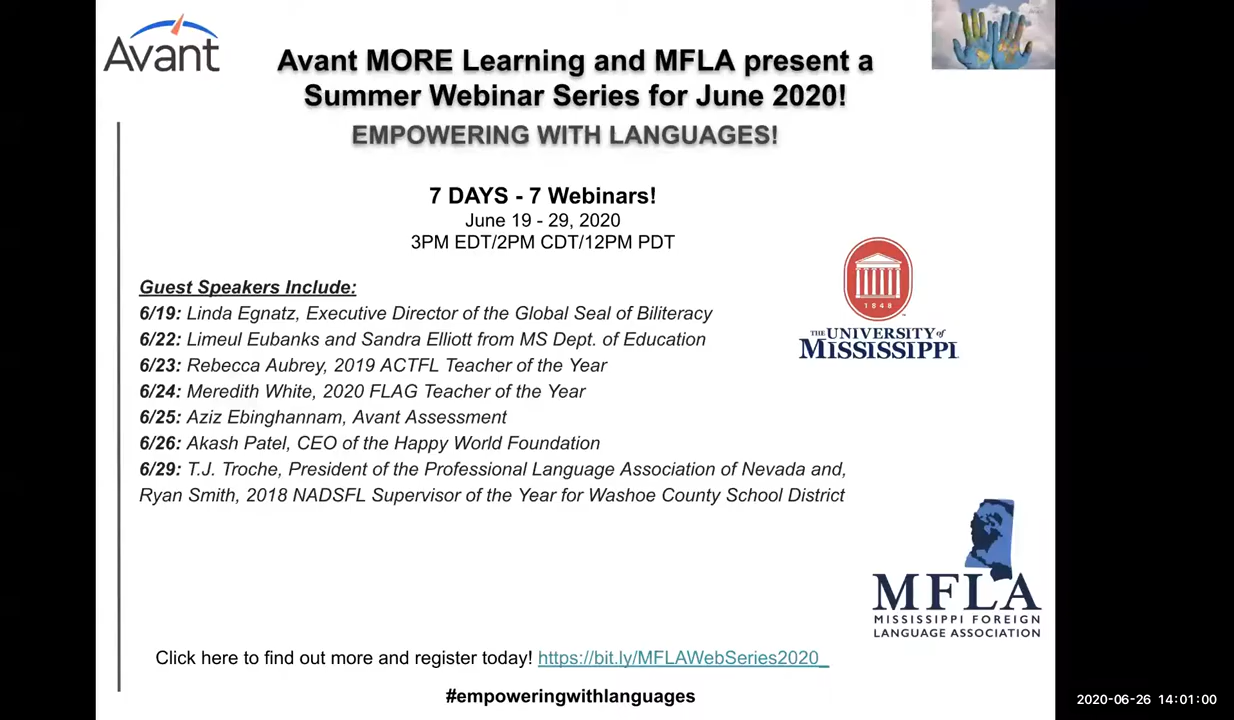 Avant
Avant MORE Learning and MFLA present a
Summer Webinar Series for June 2020!
EMPOWERING WITH LANGUAGES!
7 DAYS - 7 Webinars!
June 19 - 29, 2020
3PM EDT/2PM CDT/12PM PDT
Guest Speakers Include:
6/19: Linda Egnatz, Executive Director of the Global Seal of Biliteracy
6/22: Limeul Eubanks and Sandra Elliott from MS Dept. of Education
6/23: Rebecca Aubrey, 2019 ACTFL Teacher of the Year
6/24: Meredith White, 2020 FLAG Teacher of the Year
6/25: Aziz Ebinghannam, Avant Assessment
6/26: Akash Patel, CEO of the Happy World Foundation
6/29: T.J. Troche, President of the Professional Language Association of Nevada and,
Ryan Smith, 2018 NADSFL Supervisor of the Year for Washoe County School District
1848
THE UNIVERSITY of
MISSISSIPPI
MFLA
MISSISSIPPI FOREIGN
LANGUAGE ASSOCIATION
Click here to find out more and register today! https://bit.ly/MFLAWebSeries2020_
#empoweringwithlanguages
2020-06-26 14:01:00